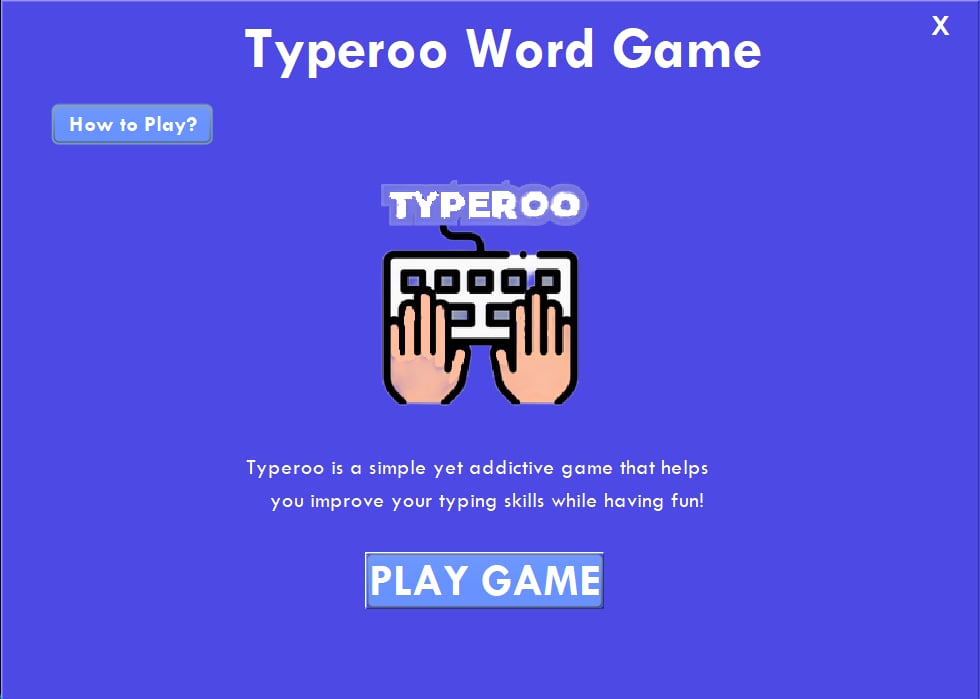 X
Typeroo Word Game
How to Play?
TYPEROO
Typeroo is a simple yet addictive game that helps
you improve your typing skills while having fun!
PLAY GAME